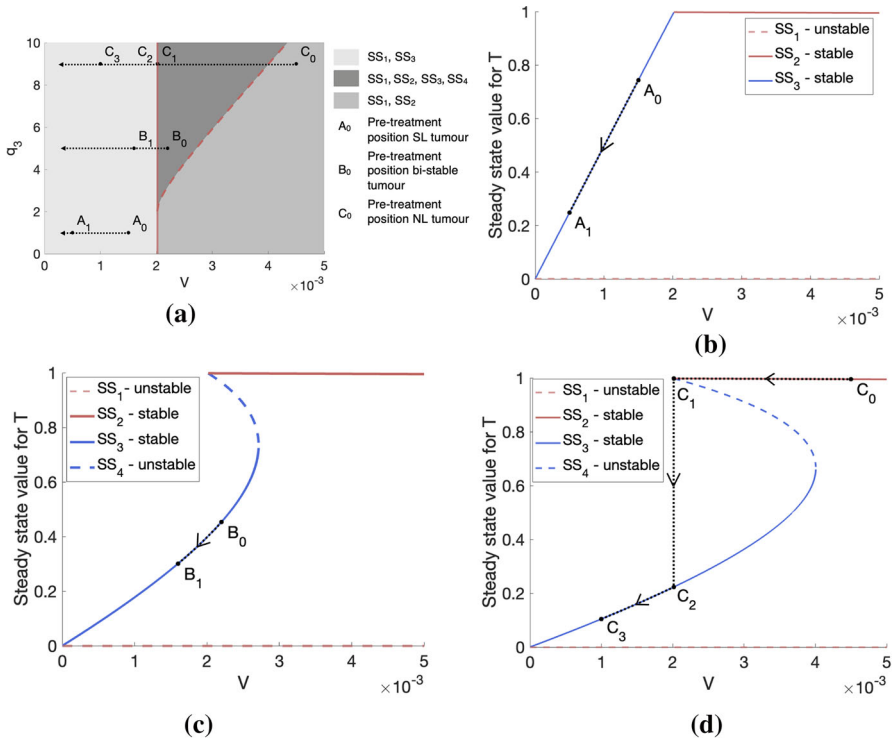 C₃ C₂ C₁ C₀
B₁ B₀
A₁ A₀
10
8
6
4
2
0
q₃
0 1 2 3 4 5
V
×10⁻³
SS₁, SS₃
SS₁, SS₂, SS₃, SS₄
SS₁, SS₂
A₀ Pre-treatment
position SL tumour
B₀ Pre-treatment
position bi-stable
tumour
C₀ Pre-treatment
position NL tumour
(a)
Steady state value for T
1
0.8
0.6
0.4
0.2
0
SS₁ - unstable
SS₂ - stable
SS₃ - stable
A₀
A₁
0 1 2 3 4 5
V
×10⁻³
(b)
Steady state value for T
1
0.8
0.6
0.4
0.2
0
SS₁ - unstable
SS₂ - stable
SS₃ - stable
SS₄ - unstable
B₀
B₁
0 1 2 3 4 5
V
×10⁻³
(c)
Steady state value for T
1
0.8
0.6
0.4
0.2
0
SS₁ - unstable
SS₂ - stable
SS₃ - stable
SS₄ - unstable
C₁ C₀
C₂
C₃
0 1 2 3 4 5
V
×10⁻³
(d)